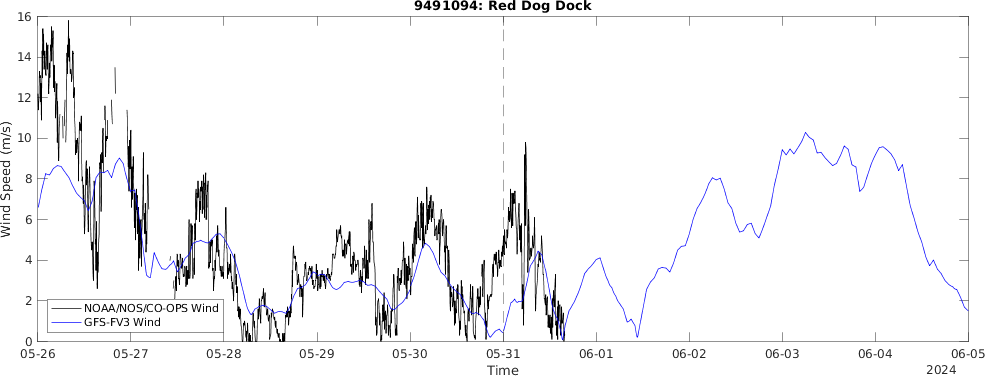 9491094: Red Dog Dock
Wind Speed (m/s)
16
14
12
10
8
6
4
2
0
NOAA/NOS/CO-OPS Wind
GFS-FV3 Wind
05-26 05-27 05-28 05-29 05-30 05-31 06-01 06-02 06-03 06-04 06-05
Time
2024